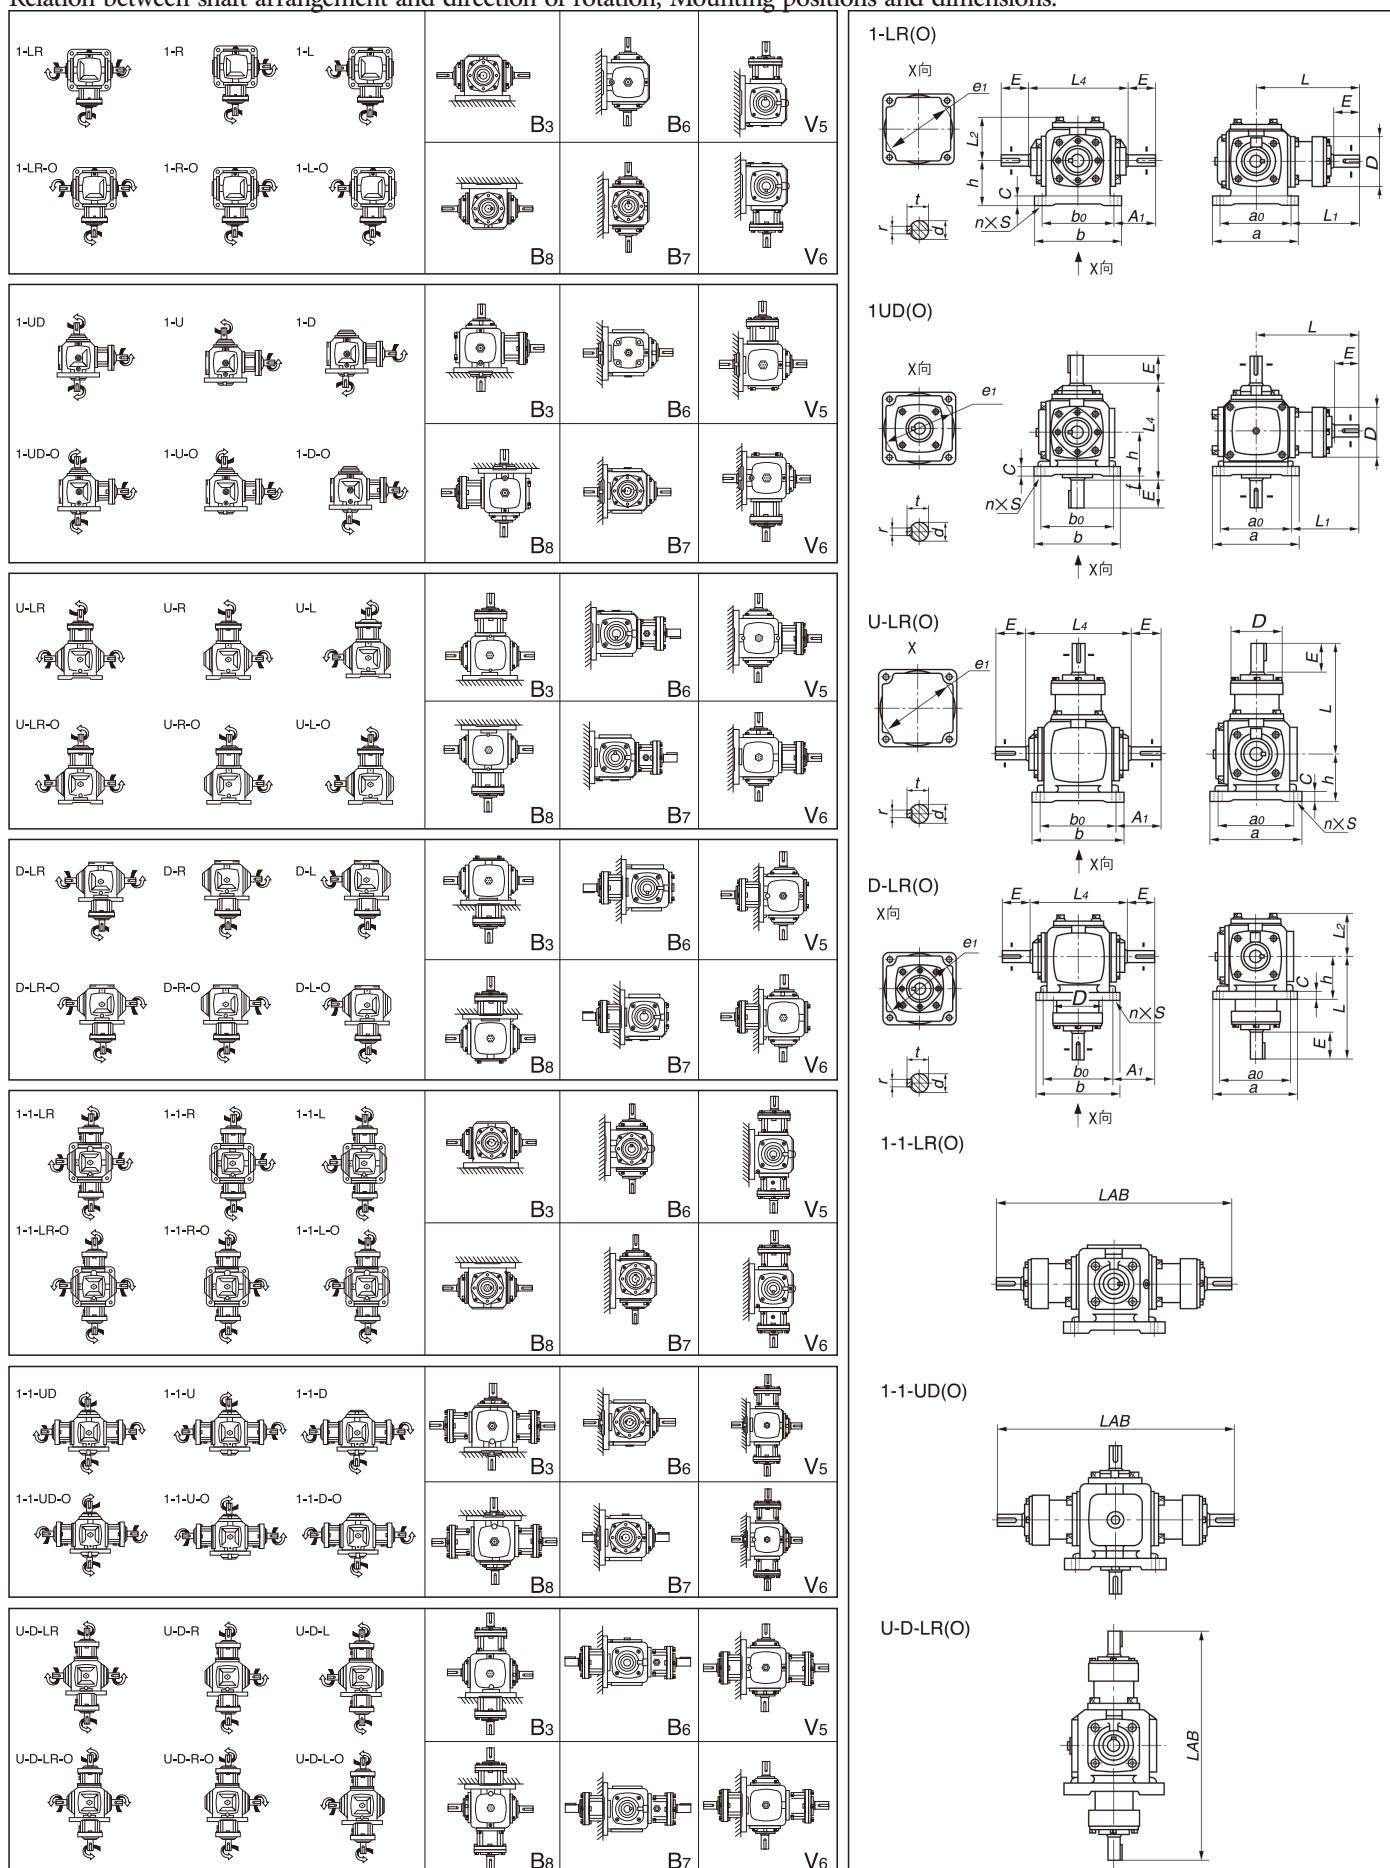 Relation between shaft arrangement and direction of rotation, Mounting positions and dimensions.
1-LR 1-R 1-L
B3 B6 V5
1-LR-O 1-R-O 1-L-O
B8 B7 V6
1-UD 1-U 1-D
B3 B6 V5
1-UD-O 1-U-O 1-D-O
B8 B7 V6
U-LR U-R U-L
B3 B6 V5
U-LR-O U-R-O U-L-O
B8 B7 V6
D-LR D-R D-L
B3 B6 V5
D-LR-O D-R-O D-L-O
B8 B7 V6
1-1-LR 1-1-R 1-1-L
B3 B6 V5
1-1-LR-O 1-1-R-O 1-1-L-O
B8 B7 V6
1-1-UD 1-1-U 1-1-D
B3 B6 V5
1-1-UD-O 1-1-U-O 1-1-D-O
B8 B7 V6
U-D-LR U-D-R U-D-L
B3 B6 V5
U-D-LR-O U-D-R-O U-D-L-O
B8 B7 V6
1-LR(O)
X向
e1
E L4 E
L
E
L2
h
C
D
t
r
d
n×S
b0 A1
b
a0 L1
a
X向
1UD(O)
X向
e1
L
E
E
L4
h
C
f
E
D
n×S
t
r
d
b0
b
a0 L1
a
X向
U-LR(O)
X
e1
E L4 E
D
E
L
C
h
t
r
d
b0 A1
b
a0
a
n×S
X向
D-LR(O)
X向
e1
E L4 E
D
n×S
L2
C
h
L
E
t
r
d
b0 A1
b
a0
a
X向
1-1-LR(O)
LAB
1-1-UD(O)
LAB
U-D-LR(O)
LAB